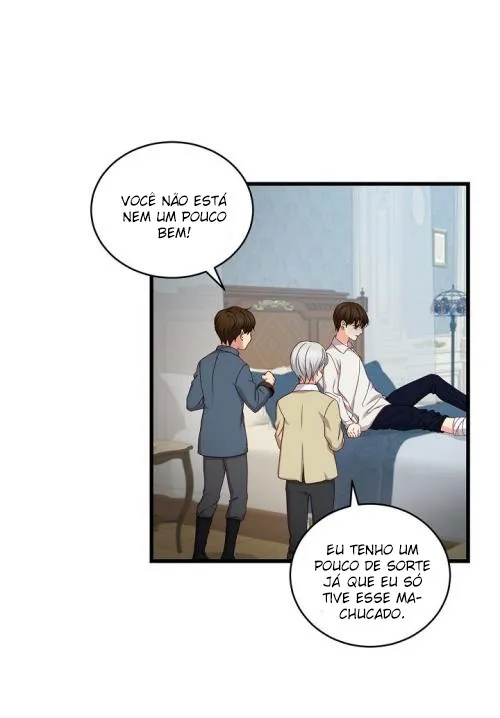 VOCÊ NÃO ESTÁ
NEM UM POUCO
BEM!
EU TENHO UM
POUCO DE SORTE
JÁ QUE EU SÓ
TIVE ESSE MA-
CHUCADO.